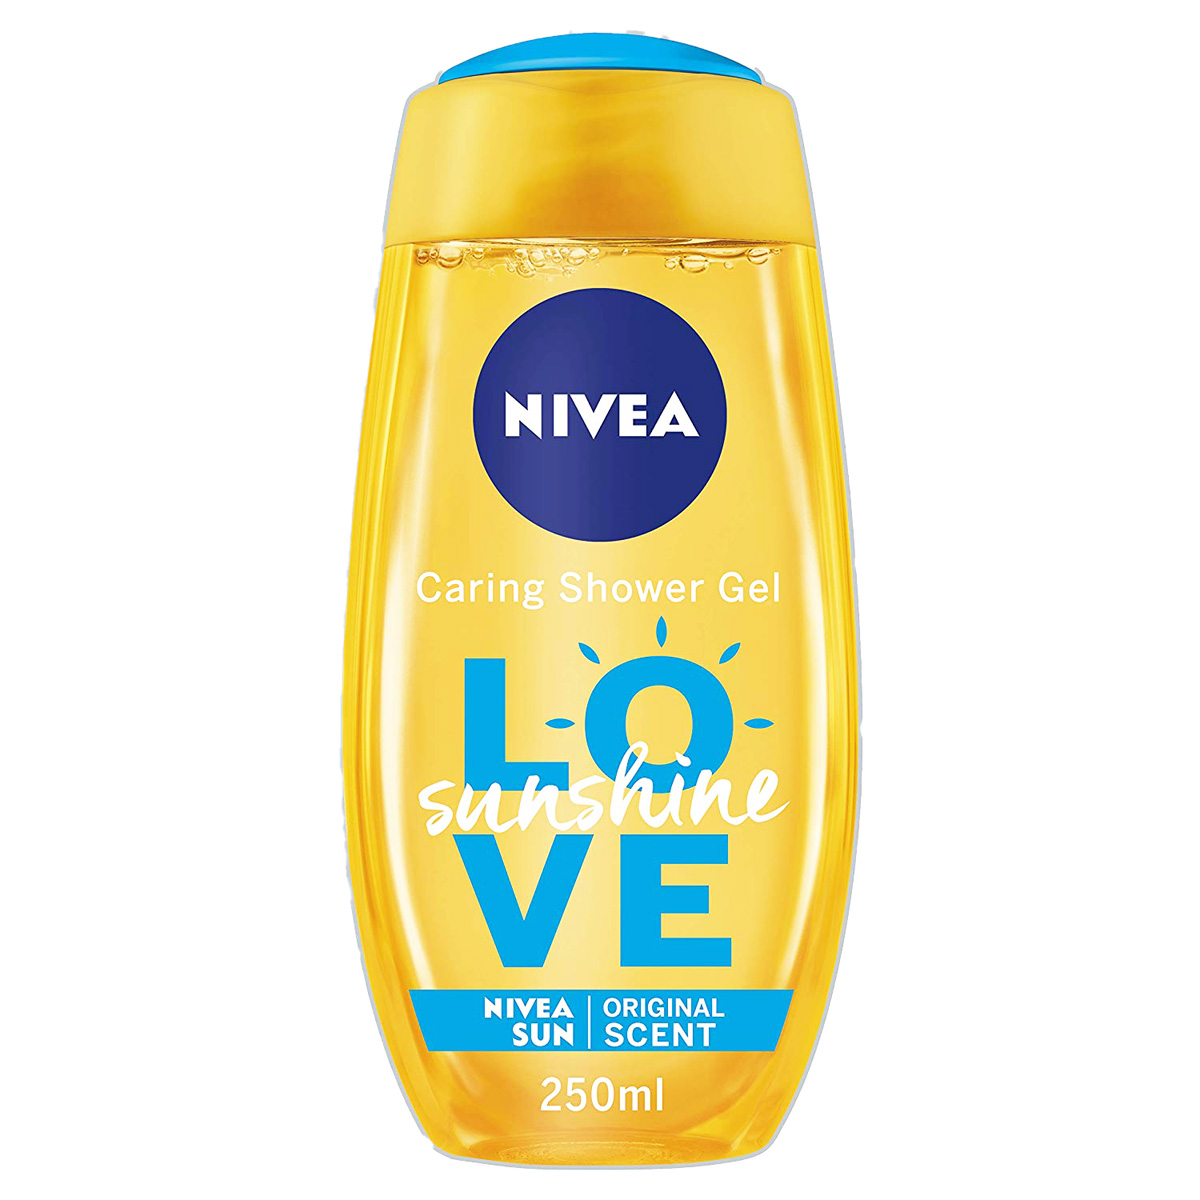 NIVEA
Caring Shower Gel
LO
sunshine
VE
NIVEA SUN
ORIGINAL SCENT
250ml